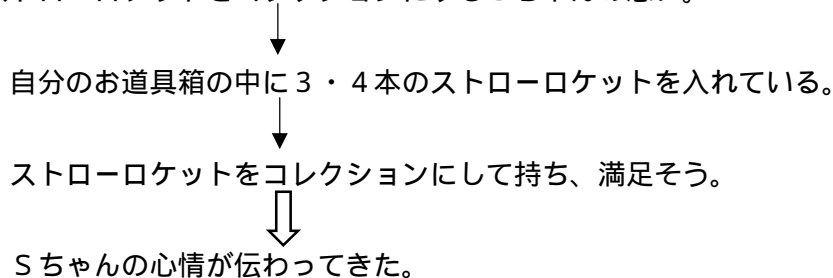 自分のお道具箱の中に３・４本のストローロケットを入れている。
ストローロケットをコレクションにして持ち、満足そう。
Ｓちゃんの心情が伝わってきた。